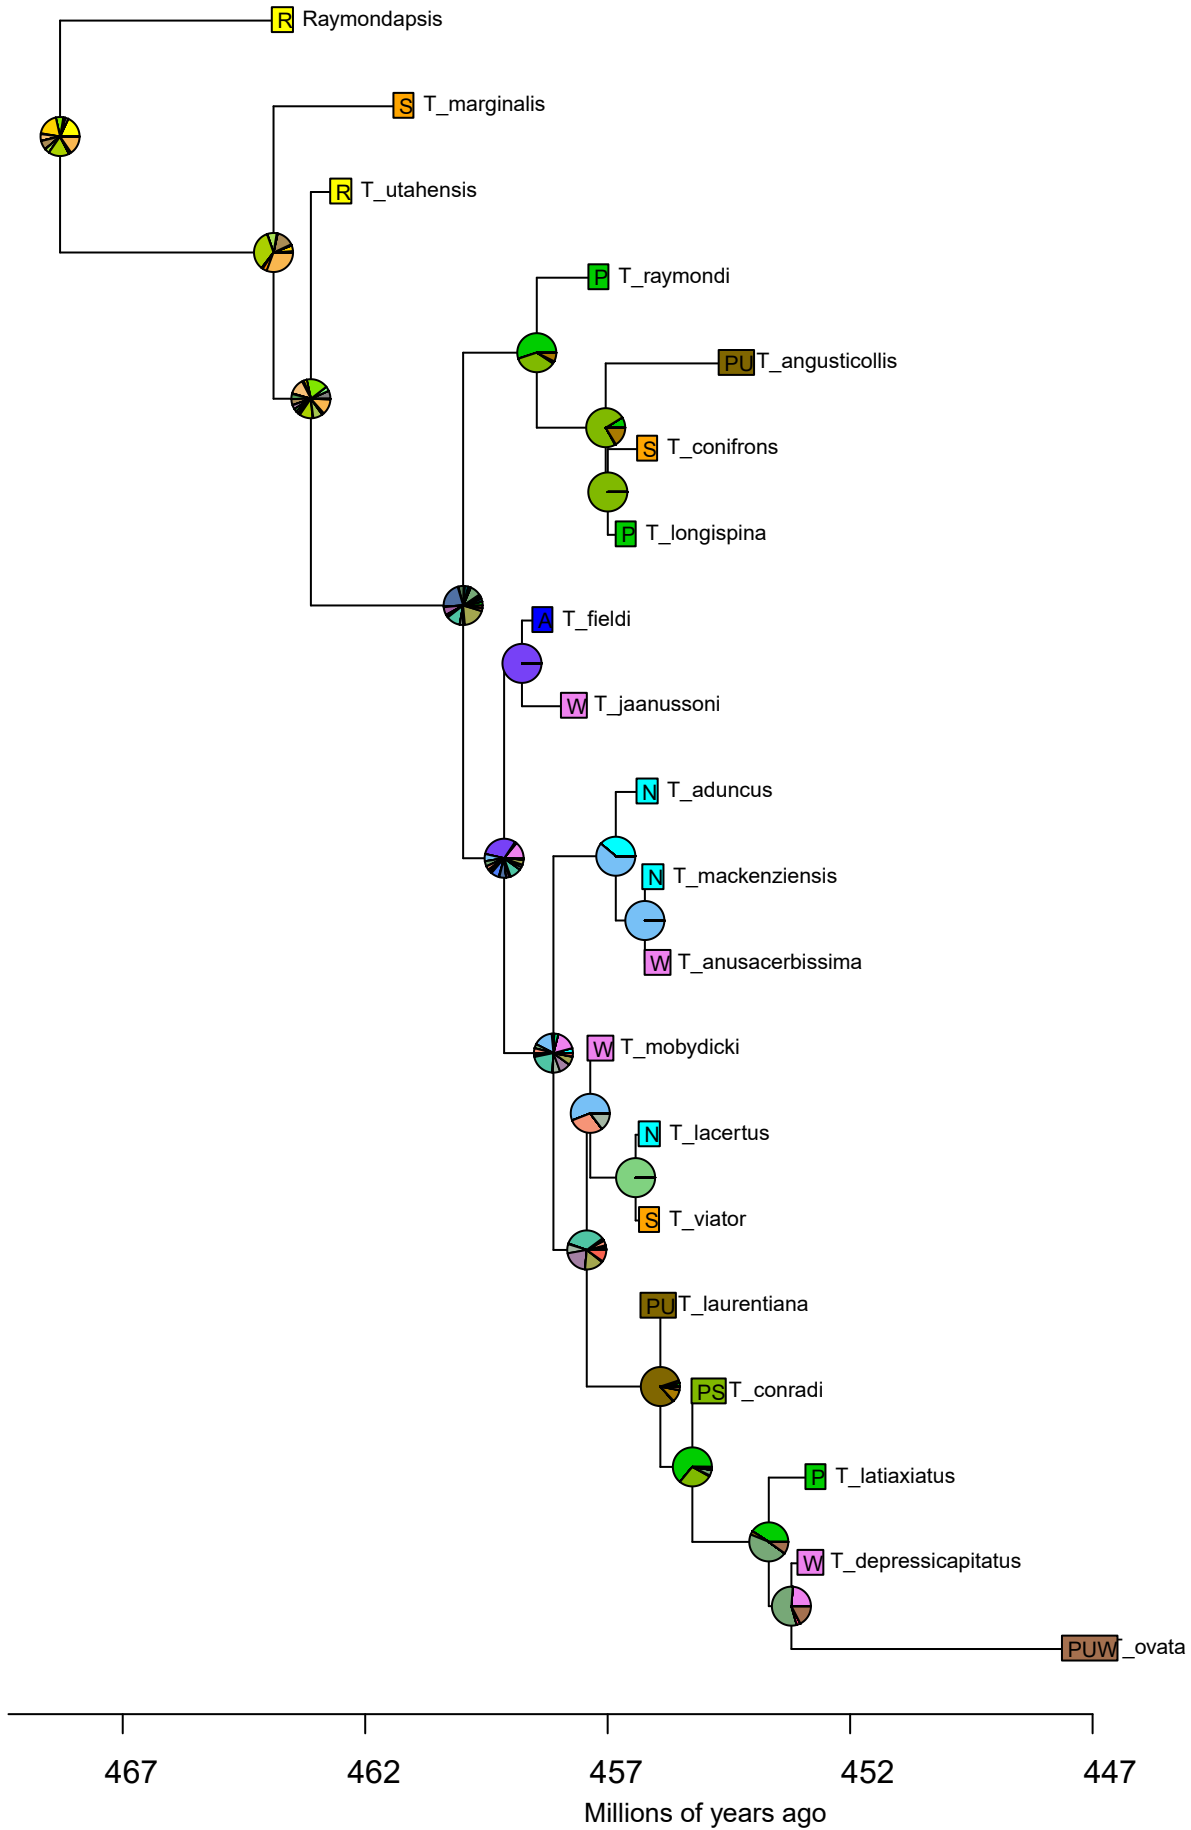 R Raymondapsis
S T_marginalis
R T_utahensis
P T_raymondi
PU T_angusticollis
S T_conifrons
P T_longispina
A T_fieldi
W T_jaanussoni
N T_aduncus
N T_mackenziensis
W T_anusacerbissima
W T_mobydicki
N T_lacertus
S T_viator
PU T_laurentiana
PS T_conradi
P T_latiaxiatus
W T_depressicapitatus
PUW T_ovata
467 462 457 452 447
Millions of years ago